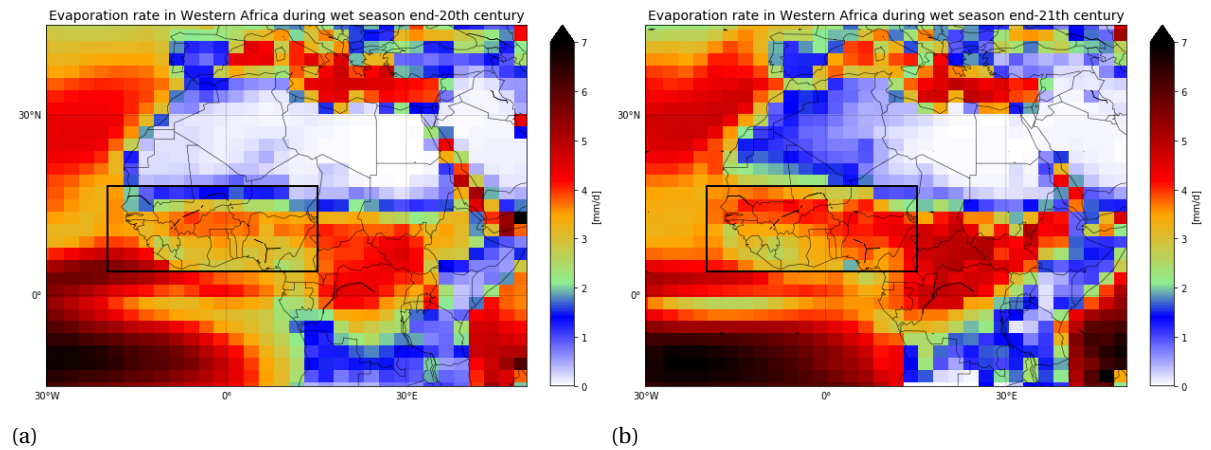 Evaporation rate in Western Africa during wet season end-20th century
30°N
0°
30°W
0°
30°E
7
6
5
4
3
2
1
0
[mm/d]
(a)
Evaporation rate in Western Africa during wet season end-21th century
30°N
0°
30°W
0°
30°E
7
6
5
4
3
2
1
0
[mm/d]
(b)